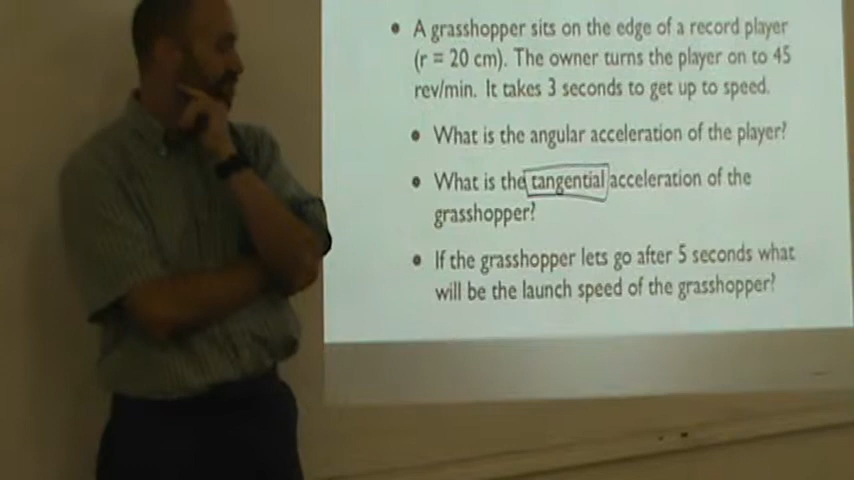 • A grasshopper sits on the edge of a record player
(r = 20 cm). The owner turns the player on to 45
rev/min. It takes 3 seconds to get up to speed.
• What is the angular acceleration of the player?
• What is the tangential acceleration of the
grasshopper?
• If the grasshopper lets go after 5 seconds what
will be the launch speed of the grasshopper?